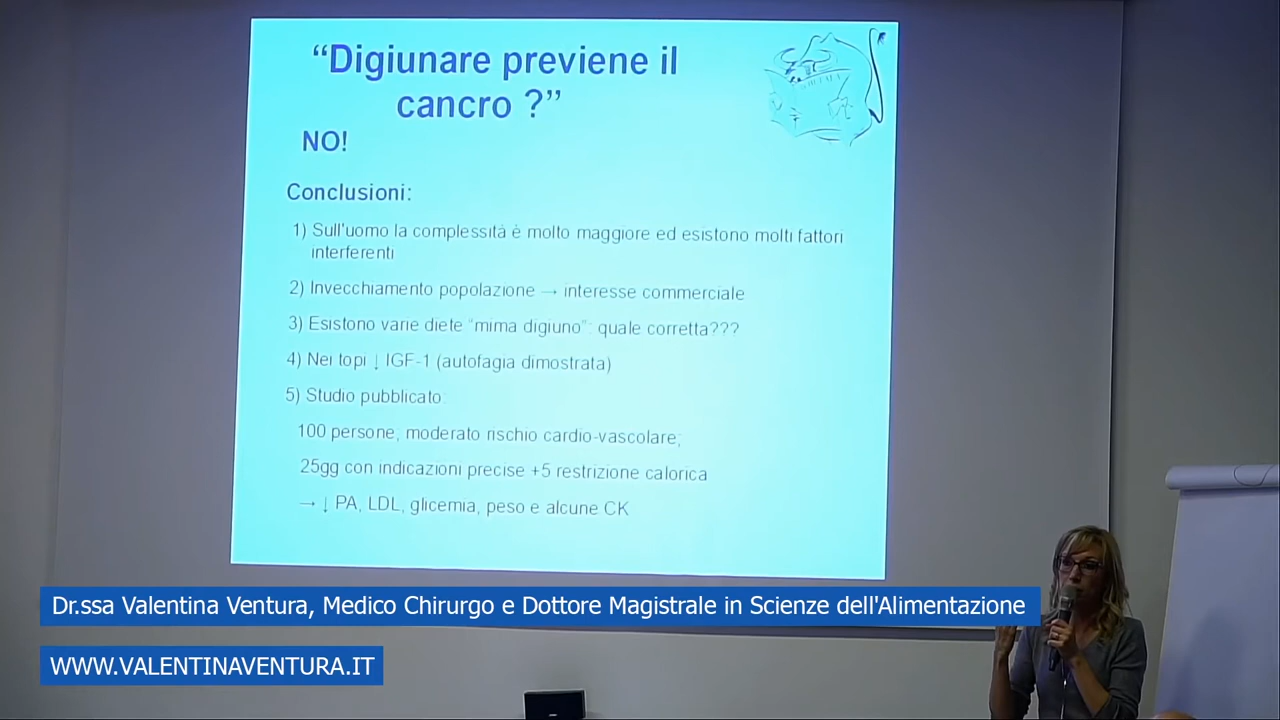 “Digiunare previene il
cancro ?”
NO!
Conclusioni:
1) Sull'uomo la complessità è molto maggiore ed esistono molti fattori
interferenti
2) Invecchiamento popolazione → interesse commerciale
3) Esistono varie diete “mima digiuno”: quale corretta???
4) Nei topi ↓ IGF-1 (autofagia dimostrata)
5) Studio pubblicato:
100 persone, moderato rischio cardio-vascolare;
25gg con indicazioni precise +5 restrizione calorica
→ ↓ PA, LDL, glicemia, peso e alcune CK
Dr.ssa Valentina Ventura, Medico Chirurgo e Dottore Magistrale in Scienze dell'Alimentazione
WWW.VALENTINAVENTURA.IT